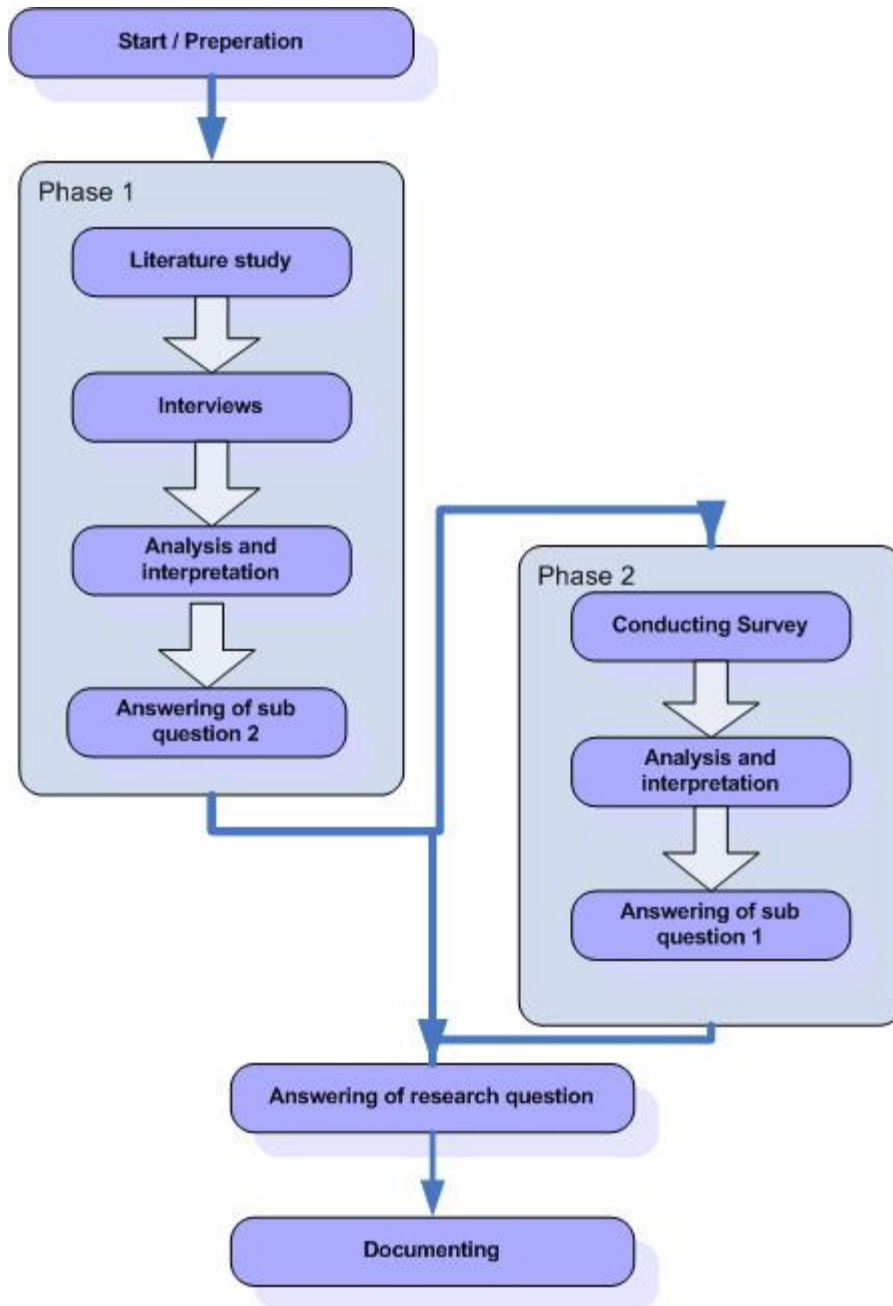 Start / Preperation
Phase 1
Literature study
Interviews
Analysis and
interpretation
Answering of sub
question 2
Phase 2
Conducting Survey
Analysis and
interpretation
Answering of sub
question 1
Answering of research question
Documenting